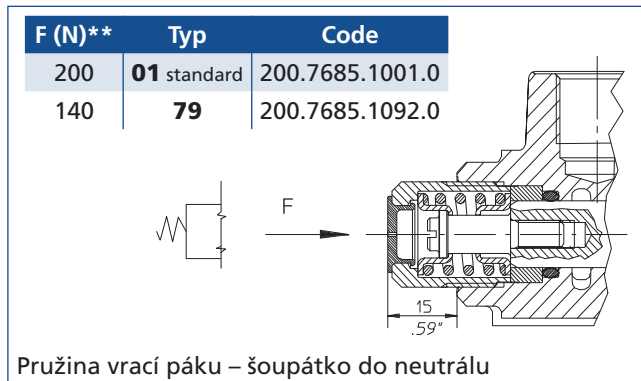 F (N)** Typ Code
200 01 standard 200.7685.1001.0
140 79 200.7685.1092.0
F
15
.59"
Pružina vrací páku – šoupátko do neutrálu